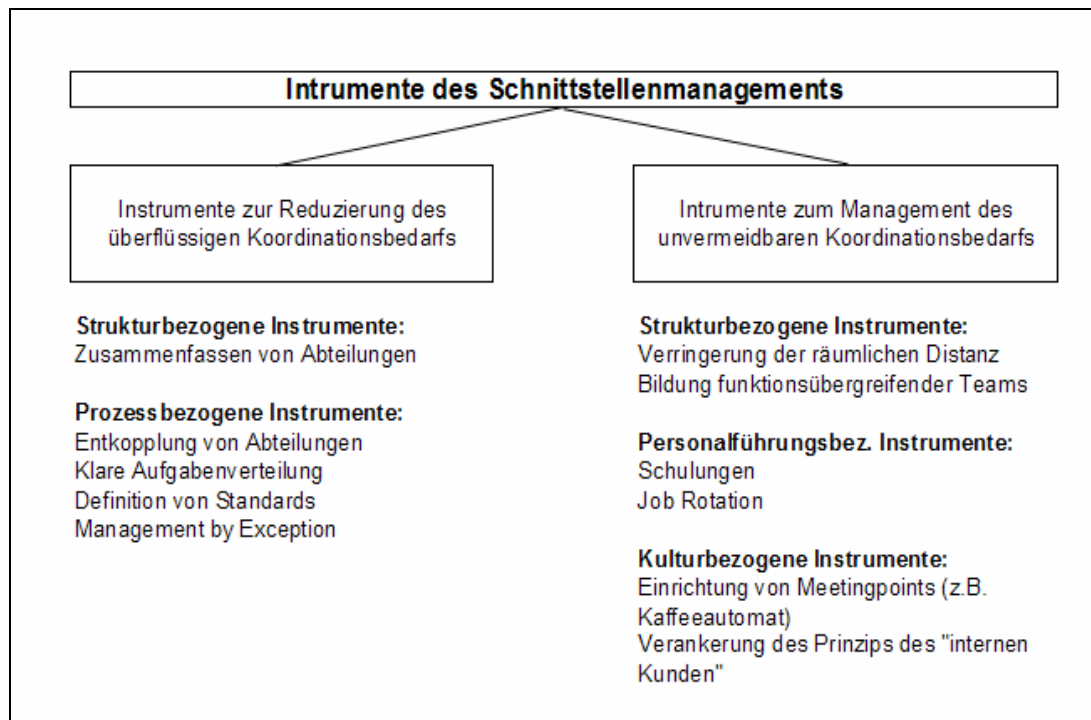 Intrumente des Schnittstellenmanagements
Instrumente zur Reduzierung des
überflüssigen Koordinationsbedarfs
Strukturbezogene Instrumente:
Zusammenfassen von Abteilungen
Prozessbezogene Instrumente:
Entkopplung von Abteilungen
Klare Aufgabenverteilung
Definition von Standards
Management by Exception
Intrumente zum Management des
unvermeidbaren Koordinationsbedarfs
Strukturbezogene Instrumente:
Verringerung der räumlichen Distanz
Bildung funktionsübergreifender Teams
Personalführungsbez. Instrumente:
Schulungen
Job Rotation
Kulturbezogene Instrumente:
Einrichtung von Meetingpoints (z.B.
Kaffeeautomat)
Verankerung des Prinzips des "internen
Kunden"